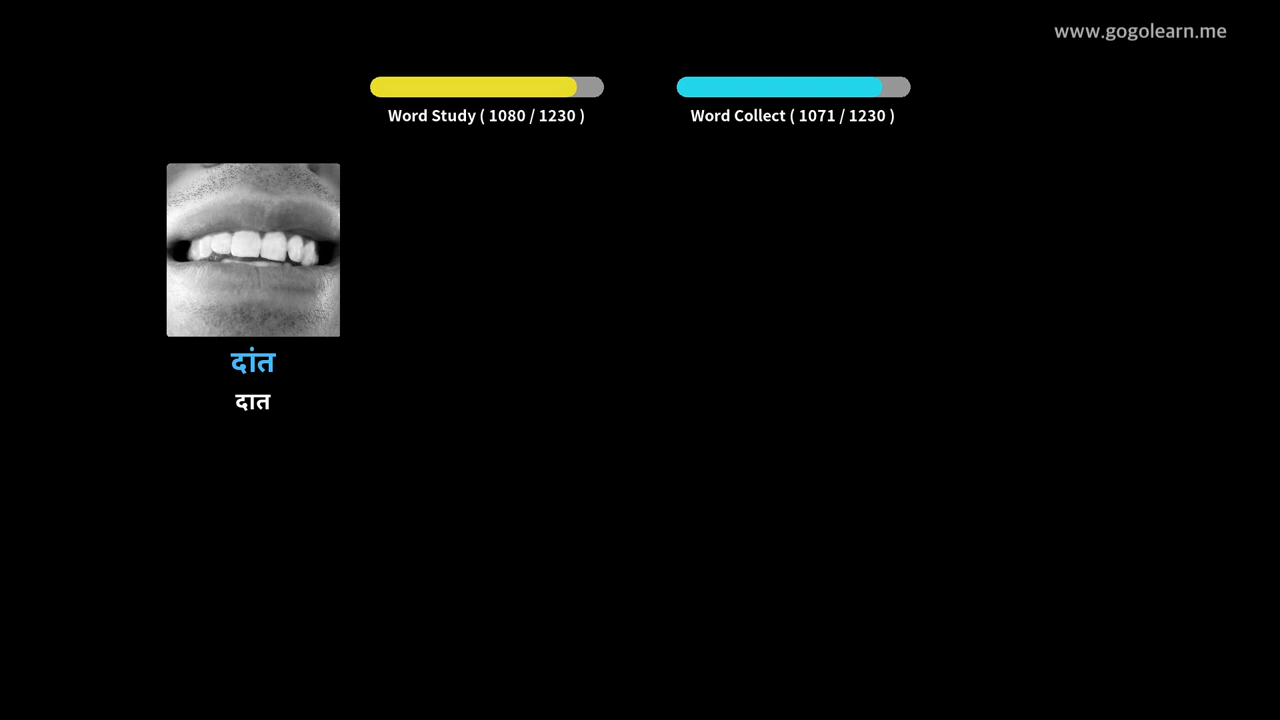 www.gogolearn.me
Word Study ( 1080 / 1230 )
Word Collect ( 1071 / 1230 )
दांत
दात